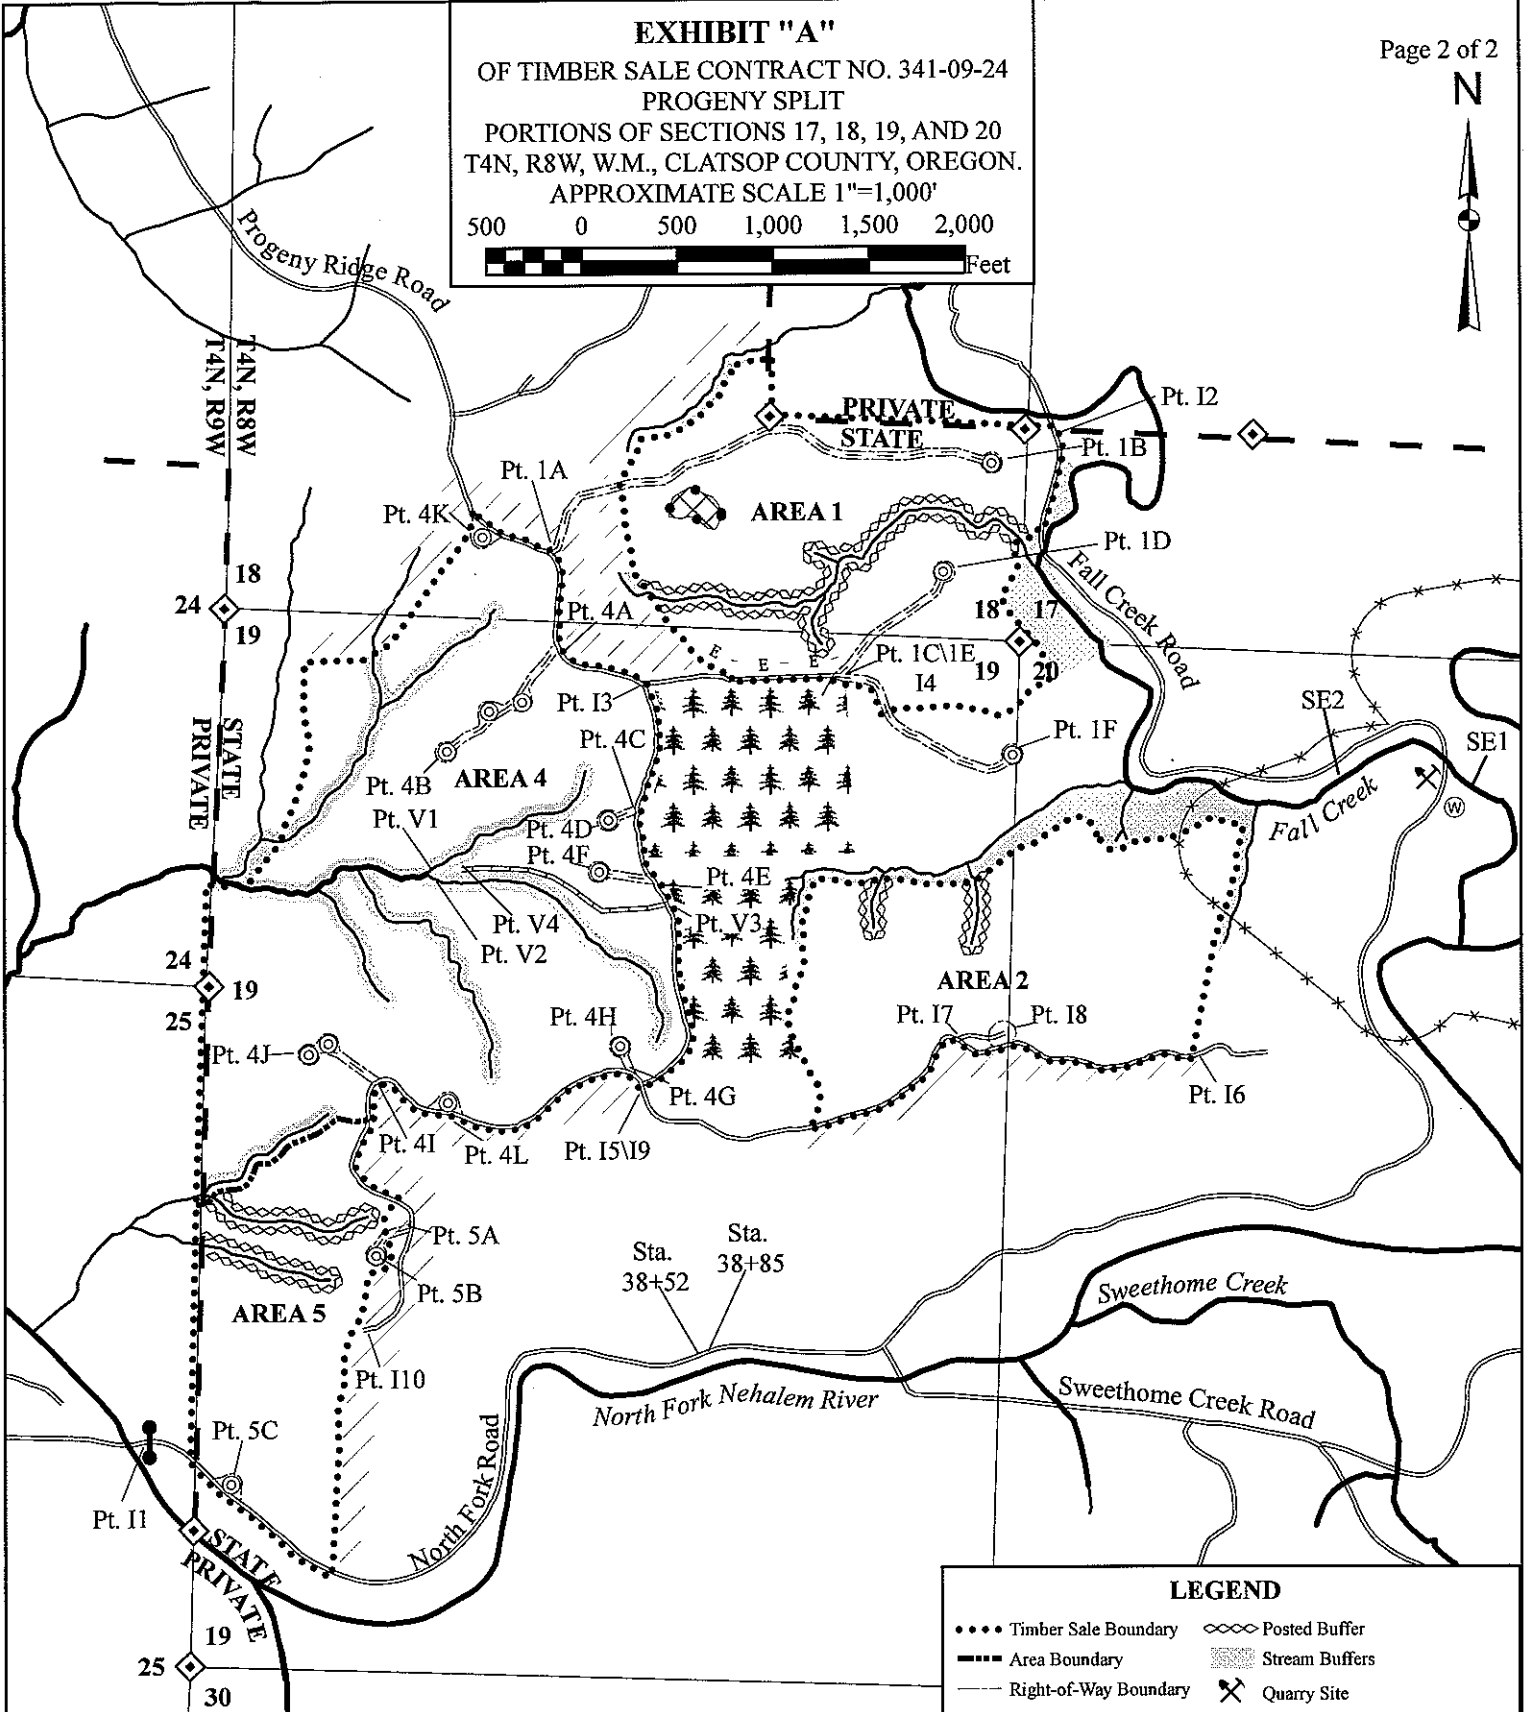 EXHIBIT "A"
OF TIMBER SALE CONTRACT NO. 341-09-24
PROGENY SPLIT
PORTIONS OF SECTIONS 17, 18, 19, AND 20
T4N, R8W, W.M., CLATSOP COUNTY, OREGON.
APPROXIMATE SCALE 1"=1,000'
500 0 500 1,000 1,500 2,000
Feet
Page 2 of 2
N
Progeny Ridge Road
T4N, R8W
T4N, R9W
PRIVATE
STATE
Pt. I2
Pt. 1B
Pt. 1A
Pt. 4K
AREA 1
Pt. 1D
Fall Creek Road
18
24
19
Pt. 4A
18 17
19 20
E - E - E
Pt. 1C\1E
I4
Pt. I3
STATE
PRIVATE
Pt. 4C
Pt. 1F
SE2
SE1
Pt. 4B
AREA 4
W
Fall Creek
Pt. V1
Pt. 4D
Pt. 4F
Pt. 4E
Pt. V4
Pt. V3
Pt. V2
24
19
25
AREA 2
Pt. I7
Pt. I8
Pt. 4H
Pt. 4J
Pt. 4G
Pt. I6
Pt. 4I
Pt. 4L
Pt. I5\I9
Pt. 5A
Sta.
38+52
Sta.
38+85
Pt. 5B
AREA 5
Sweethome Creek
Pt. I10
North Fork Nehalem River
Sweethome Creek Road
Pt. 5C
North Fork Road
Pt. I1
STATE
PRIVATE
19
25
30
LEGEND
Timber Sale Boundary
Posted Buffer
Area Boundary
Stream Buffers
Right-of-Way Boundary
Quarry Site